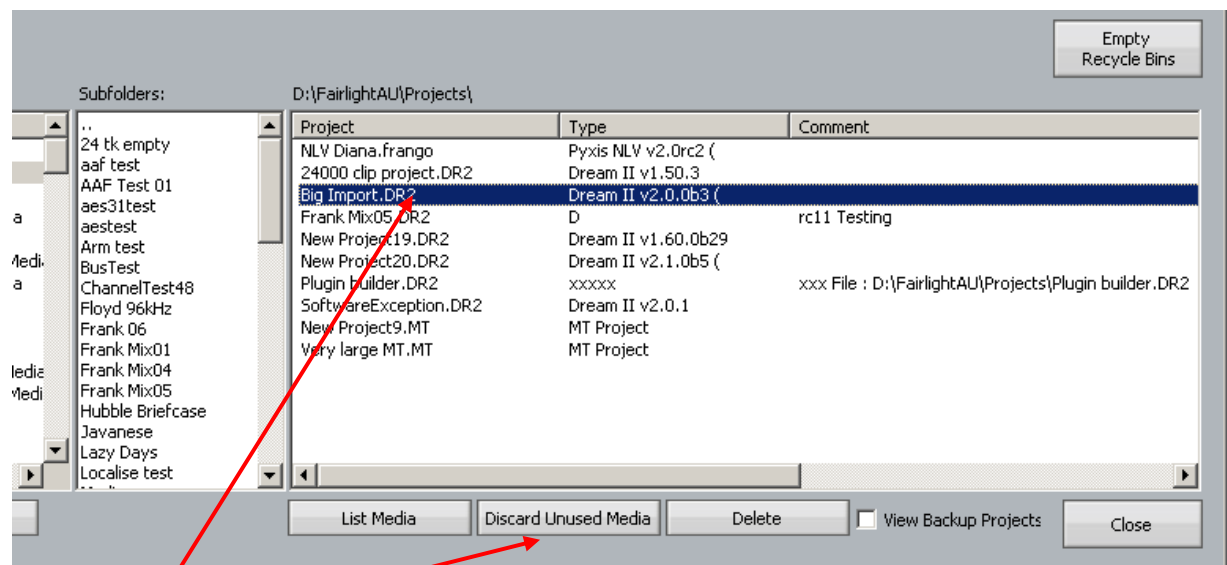 Empty
Recycle Bins
Subfolders:
D:\FairlightAU\Projects\
..
24 tk empty
aaf test
AAF Test 01
aes31test
aestest
Arm test
BusTest
ChannelTest48
Floyd 96kHz
Frank 06
Frank Mix01
Frank Mix04
Frank Mix05
Hubble Briefcase
Javanese
Lazy Days
Localise test
Project Type Comment
NLV Diana.frango Pyxis NLV v2.0rc2 (
24000 clip project.DR2 Dream II v1.50.3
Big Import.DR2 Dream II v2.0.0b3 (
Frank Mix05.DR2 D rc11 Testing
New Project19.DR2 Dream II v1.60.0b29
New Project20.DR2 Dream II v2.1.0b5 (
Plugin builder.DR2 xxxxx xxx File : D:\FairlightAU\Projects\Plugin builder.DR2
SoftwareException.DR2 Dream II v2.0.1
New Project9.MT MT Project
Very large MT.MT MT Project
List Media
Discard Unused Media
Delete
View Backup Projects
Close